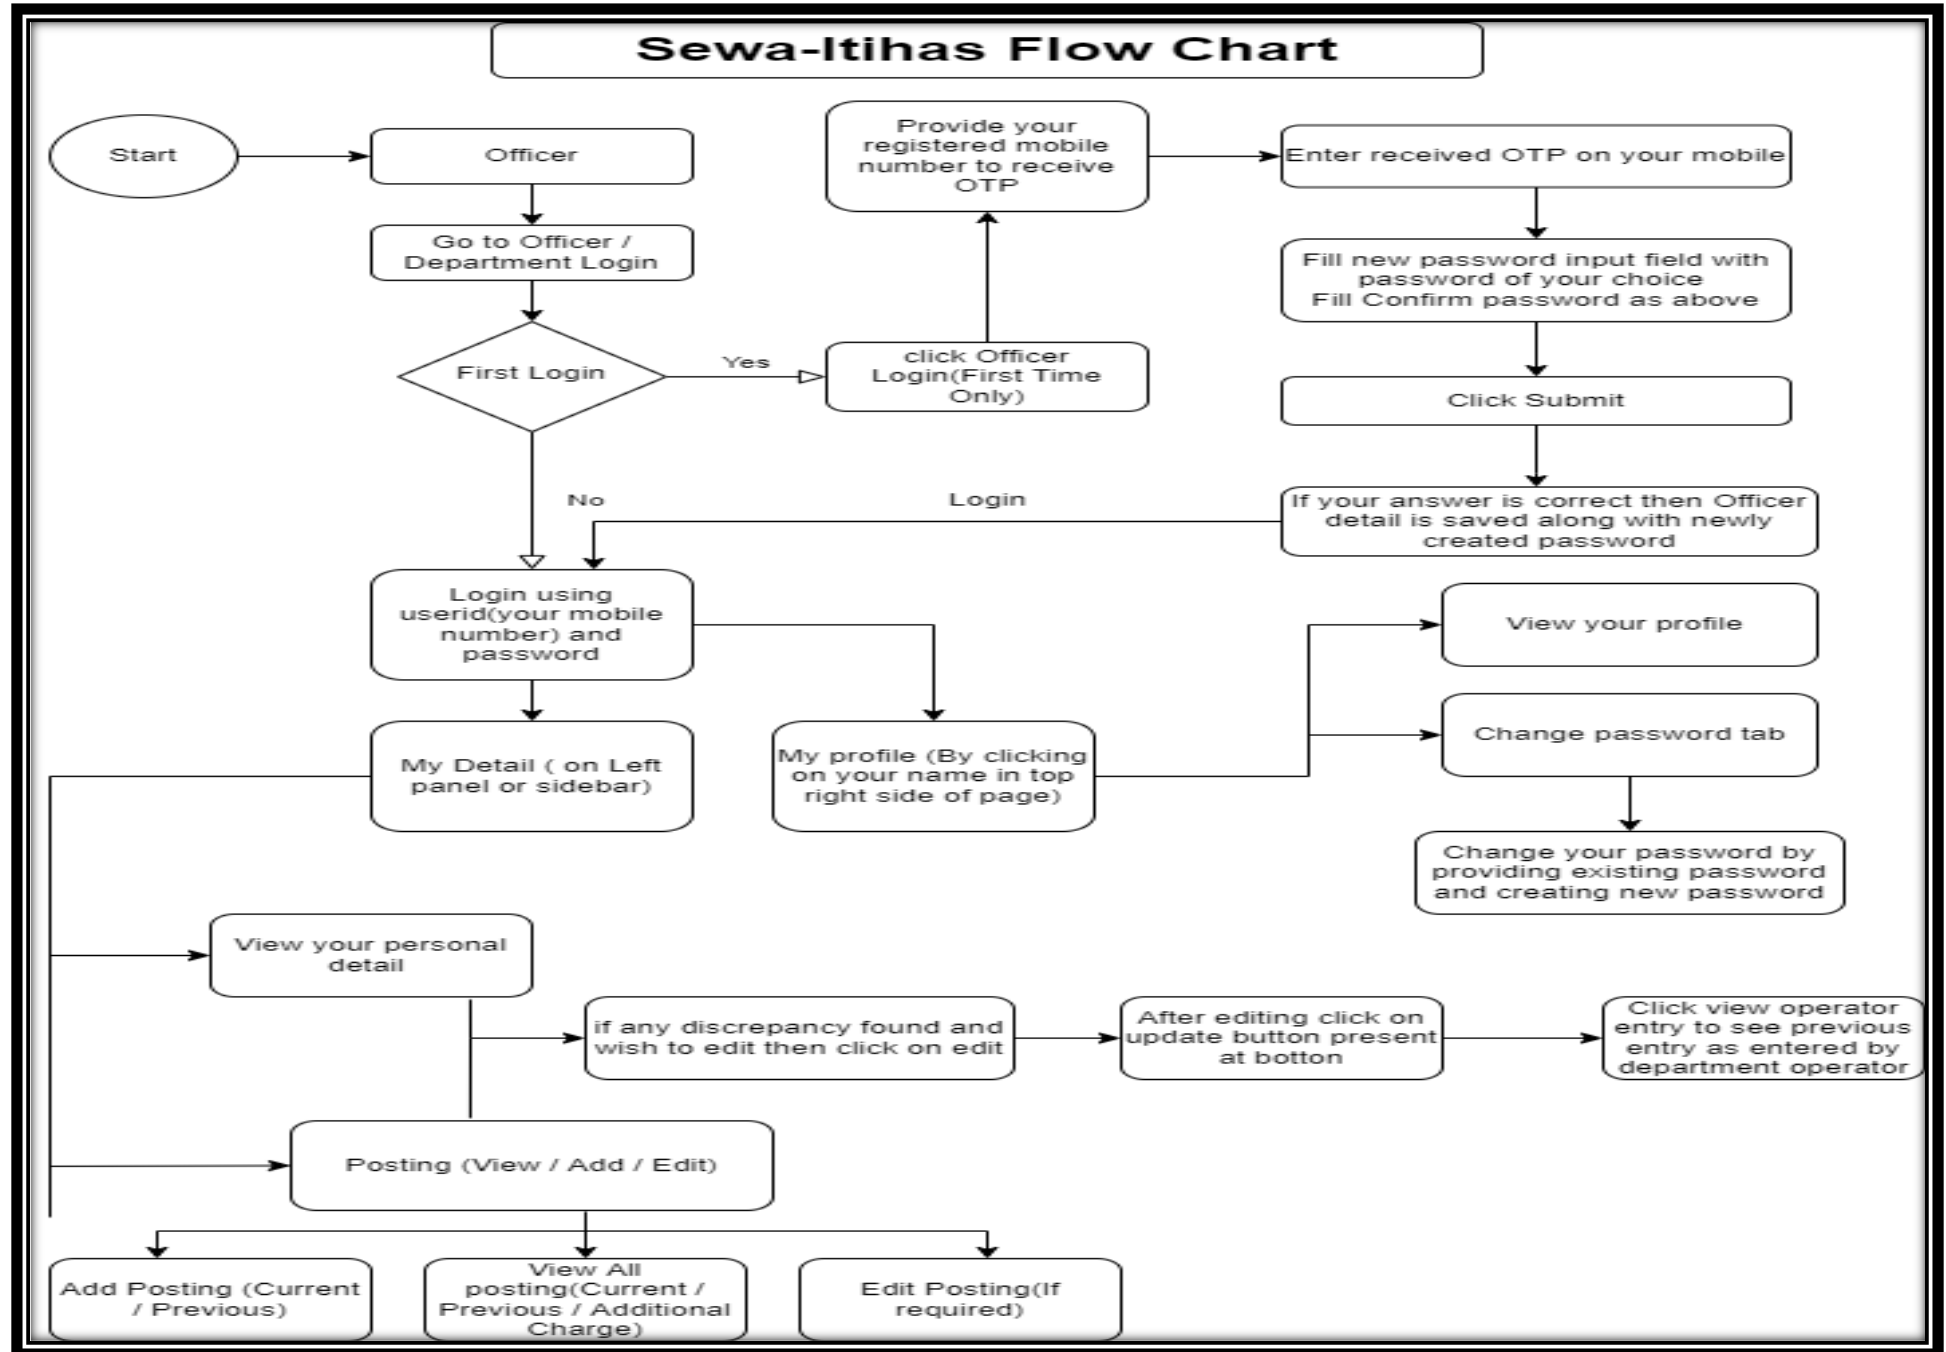 Sewa-Itihas Flow Chart
Start
Officer
Go to Officer /
Department Login
First Login
Yes
click Officer
Login(First Time
Only)
Provide your
registered mobile
number to receive
OTP
Enter received OTP on your mobile
Fill new password input field with
password of your choice
Fill Confirm password as above
Click Submit
If your answer is correct then Officer
detail is saved along with newly
created password
Login
No
Login using
userid(your mobile
number) and
password
My Detail ( on Left
panel or sidebar)
My profile (By clicking
on your name in top
right side of page)
View your profile
Change password tab
Change your password by
providing existing password
and creating new password
View your personal
detail
if any discrepancy found and
wish to edit then click on edit
After editing click on
update button present
at botton
Click view operator
entry to see previous
entry as entered by
department operator
Posting (View / Add / Edit)
Add Posting (Current
/ Previous)
View All
posting(Current /
Previous / Additional
Charge)
Edit Posting(If
required)